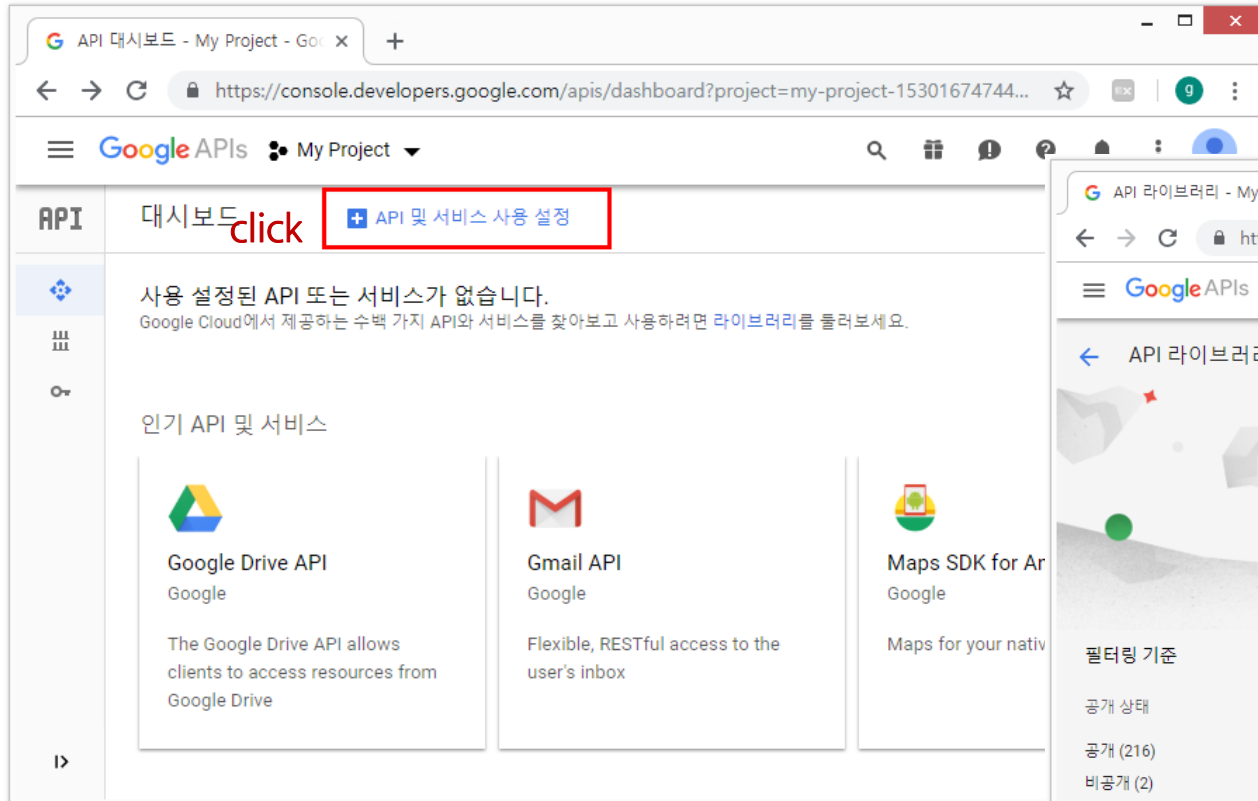 API 대시보드 - My Project - Goo
https://console.developers.google.com/apis/dashboard?project=my-project-15301674744...
EX
g
Google APIs My Project
API
대시보드
click
API 및 서비스 사용 설정
사용 설정된 API 또는 서비스가 없습니다.
Google Cloud에서 제공하는 수백 가지 API와 서비스를 찾아보고 사용하려면 라이브러리를 둘러보세요.
인기 API 및 서비스
Google Drive API
Google
The Google Drive API allows
clients to access resources from
Google Drive
Gmail API
Google
Flexible, RESTful access to the
user's inbox
Maps SDK for An
Google
Maps for your nativ
API 라이브러리 - My
ht
Google APIs
API 라이브러리
필터링 기준
공개 상태
공개 (216)
비공개 (2)